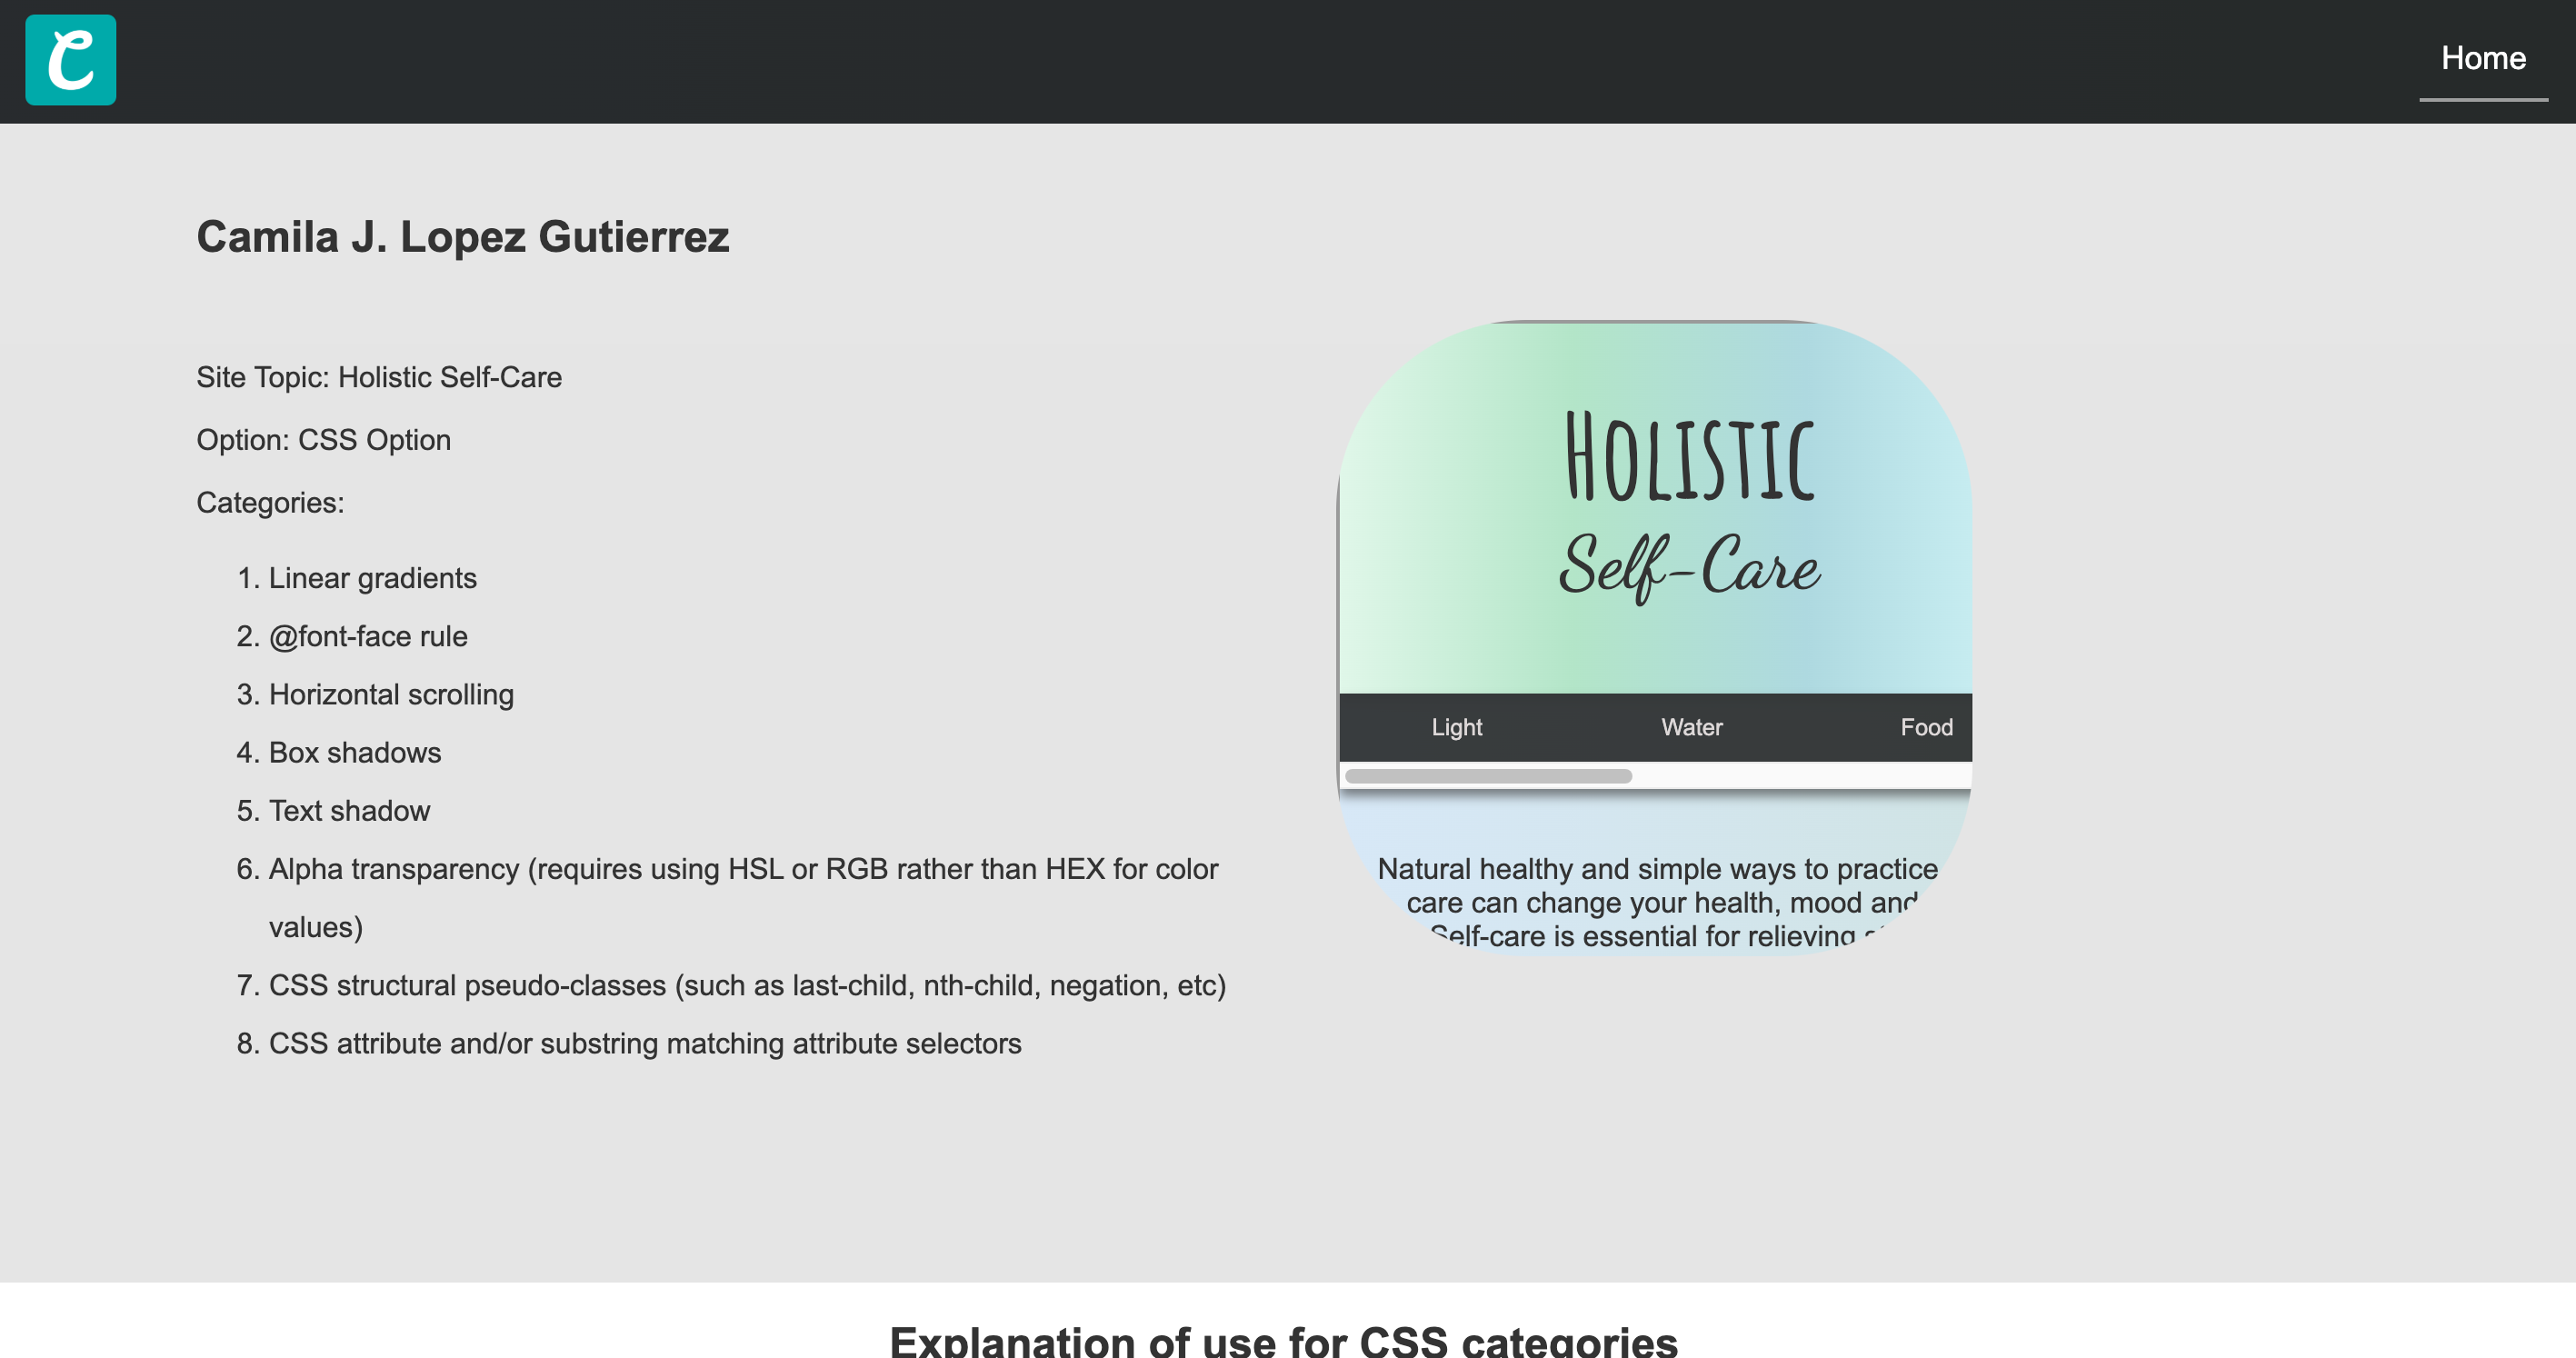 C
Home
Camila J. Lopez Gutierrez
Site Topic: Holistic Self-Care
Option: CSS Option
Categories:
1. Linear gradients
2. @font-face rule
3. Horizontal scrolling
4. Box shadows
5. Text shadow
6. Alpha transparency (requires using HSL or RGB rather than HEX for color
values)
7. CSS structural pseudo-classes (such as last-child, nth-child, negation, etc)
8. CSS attribute and/or substring matching attribute selectors
Holistic
Self-Care
Light Water Food
Natural healthy and simple ways to practice
care can change your health, mood and
Self-care is essential for relieving
Explanation of use for CSS categories